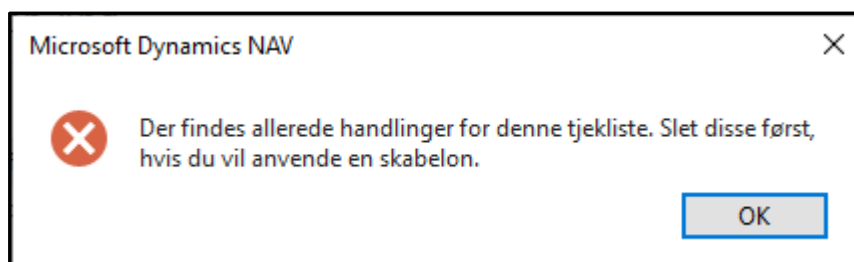 Microsoft Dynamics NAV
Der findes allerede handlinger for denne tjekliste. Slet disse først,
hvis du vil anvende en skabelon.
OK